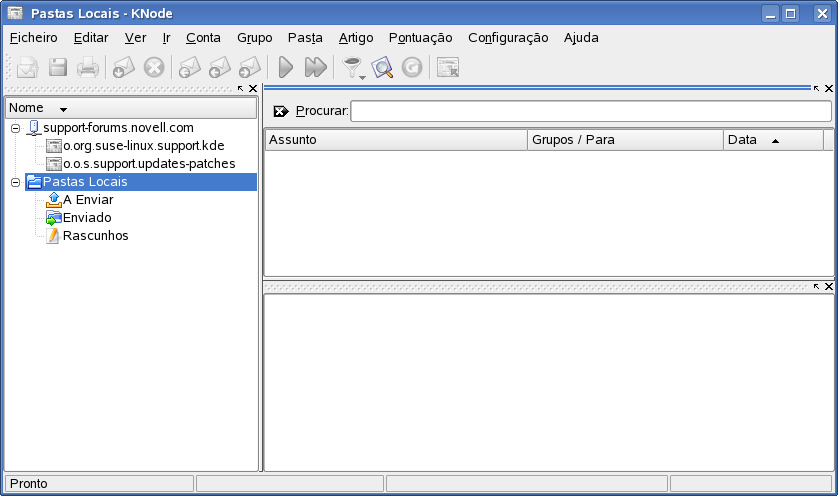 Pastas Locais - KNode
Ficheiro Editar Ver Ir Conta Grupo Pasta Artigo Pontuação Configuração Ajuda
Nome
support-forums.novell.com
o.org.suse-linux.support.kde
o.o.s.support.updates-patches
Pastas Locais
A Enviar
Enviado
Rascunhos
Procurar:
Assunto Grupos / Para Data
Pronto